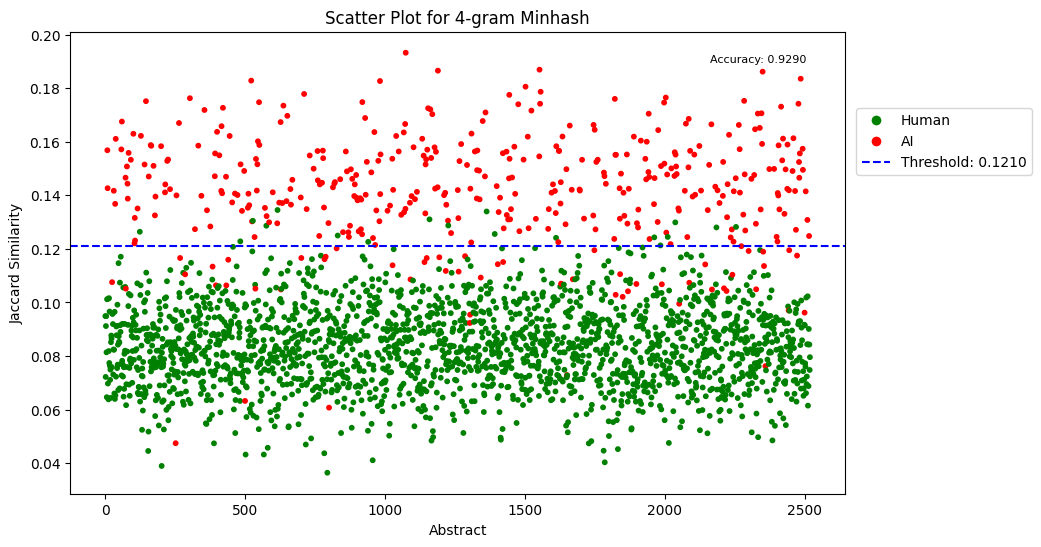 Scatter Plot for 4-gram Minhash
Accuracy: 0.9290
Human
AI
Threshold: 0.1210
Jaccard Similarity
0.20
0.18
0.16
0.14
0.12
0.10
0.08
0.06
0.04
0
500
1000
1500
2000
2500
Abstract